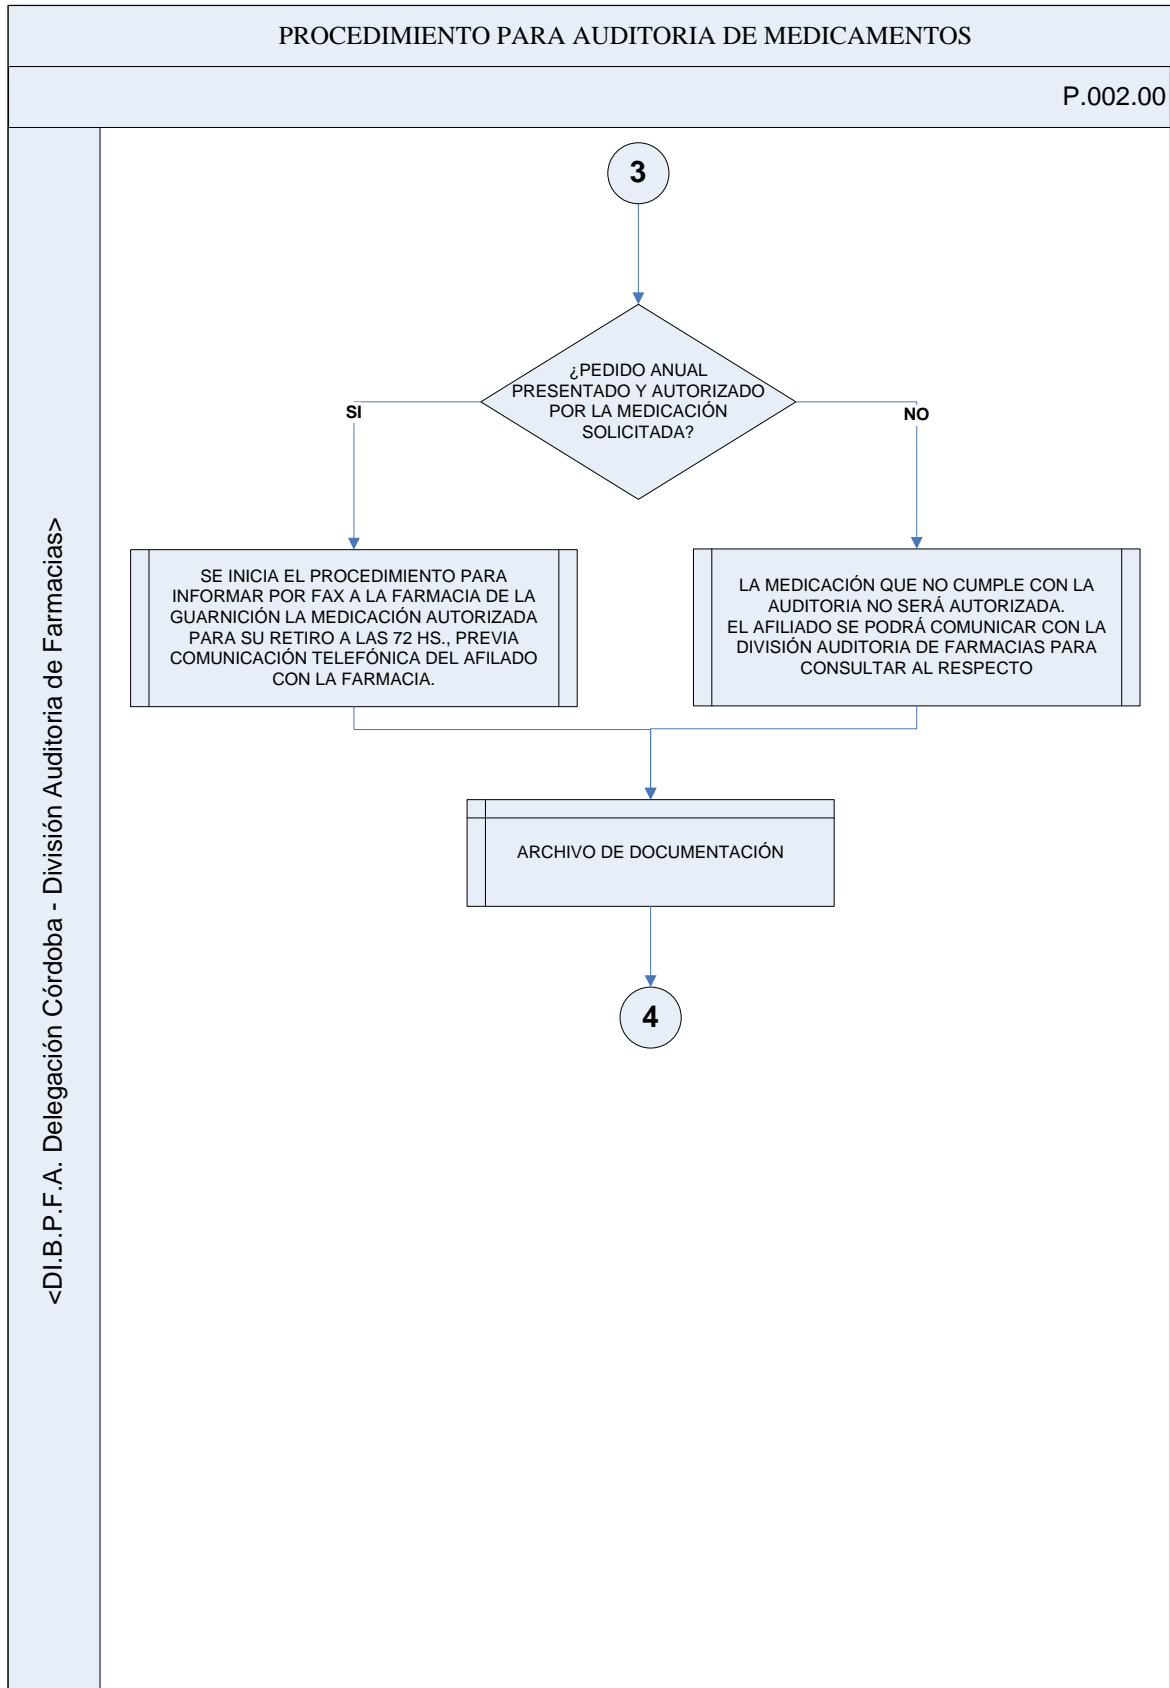 PROCEDIMIENTO PARA AUDITORIA DE MEDICAMENTOS
P.002.00
<DI.B.P.F.A. Delegación Córdoba - División Auditoria de Farmacias>
3
¿PEDIDO ANUAL
PRESENTADO Y AUTORIZADO
POR LA MEDICACIÓN
SOLICITADA?
SI
NO
SE INICIA EL PROCEDIMIENTO PARA
INFORMAR POR FAX A LA FARMACIA DE LA
GUARNICIÓN LA MEDICACIÓN AUTORIZADA
PARA SU RETIRO A LAS 72 HS., PREVIA
COMUNICACIÓN TELEFÓNICA DEL AFILADO
CON LA FARMACIA.
LA MEDICACIÓN QUE NO CUMPLE CON LA
AUDITORIA NO SERÁ AUTORIZADA.
EL AFILIADO SE PODRÁ COMUNICAR CON LA
DIVISIÓN AUDITORIA DE FARMACIAS PARA
CONSULTAR AL RESPECTO
ARCHIVO DE DOCUMENTACIÓN
4